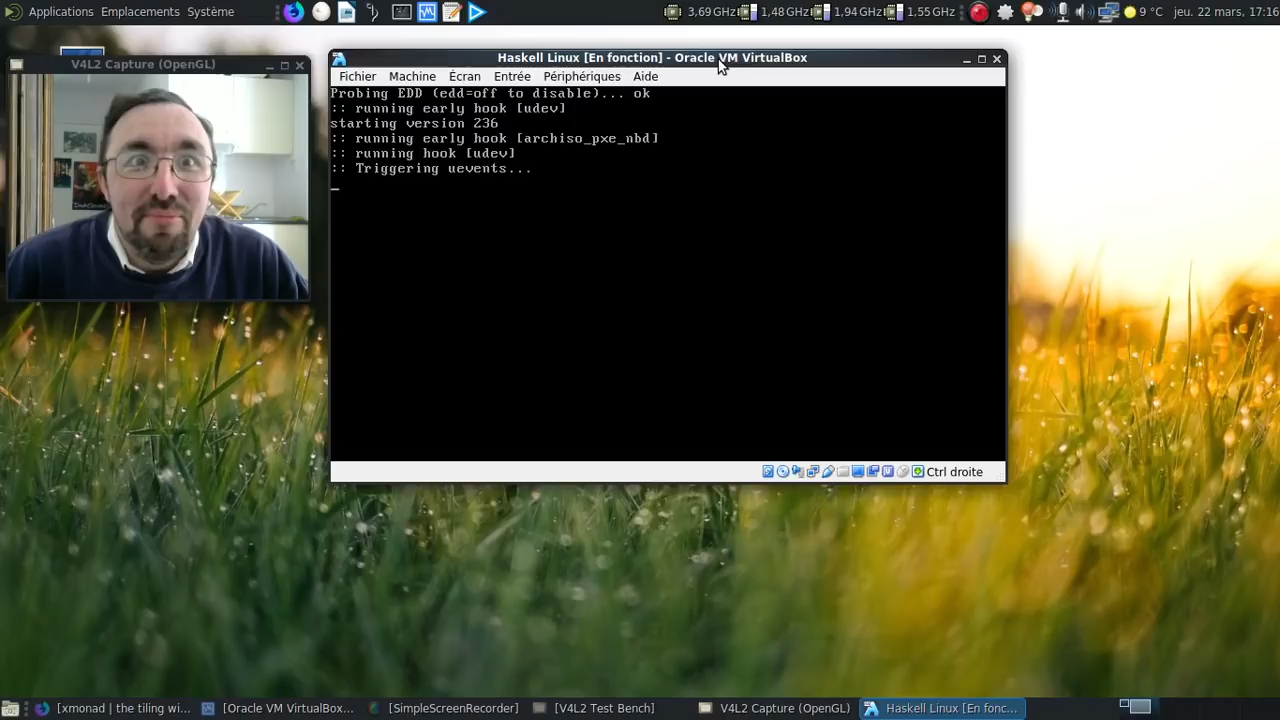 Applications Emplacements Système
3,69 GHz 1,48 GHz 1,94 GHz 1,55 GHz 9 °C jeu. 22 mars, 17:16
V4L2 Capture (OpenGL)
Haskell Linux [En fonction] - Oracle VM VirtualBox
Fichier Machine Écran Entrée Périphériques Aide
Probing EDD (edd=off to disable)... ok
:: running early hook [udev]
starting version 236
:: running early hook [archiso_pxe_nbd]
:: running hook [udev]
:: Triggering uevents...
Ctrl droite
[xmonad | the tiling wi... [Oracle VM VirtualBox... [SimpleScreenRecorder] [V4L2 Test Bench] V4L2 Capture (OpenGL) Haskell Linux [En fonc...